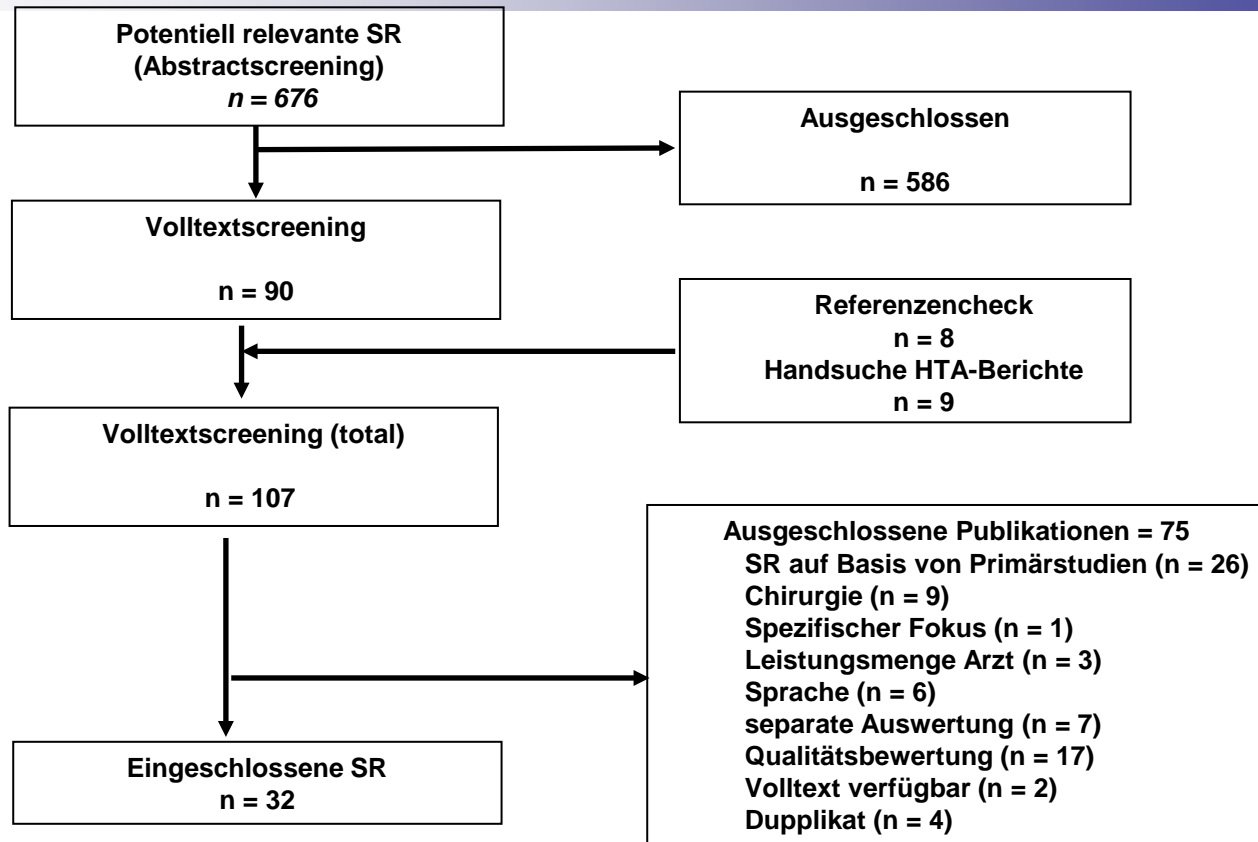 Potentiell relevante SR
(Abstractscreening)
n = 676
Ausgeschlossen
n = 586
Volltextscreening
n = 90
Referenzencheck
n = 8
Handsuche HTA-Berichte
n = 9
Volltextscreening (total)
n = 107
Ausgeschlossene Publikationen = 75
SR auf Basis von Primärstudien (n = 26)
Chirurgie (n = 9)
Spezifischer Fokus (n = 1)
Leistungsmenge Arzt (n = 3)
Sprache (n = 6)
separate Auswertung (n = 7)
Qualitätsbewertung (n = 17)
Volltext verfügbar (n = 2)
Dupplikat (n = 4)
Eingeschlossene SR
n = 32